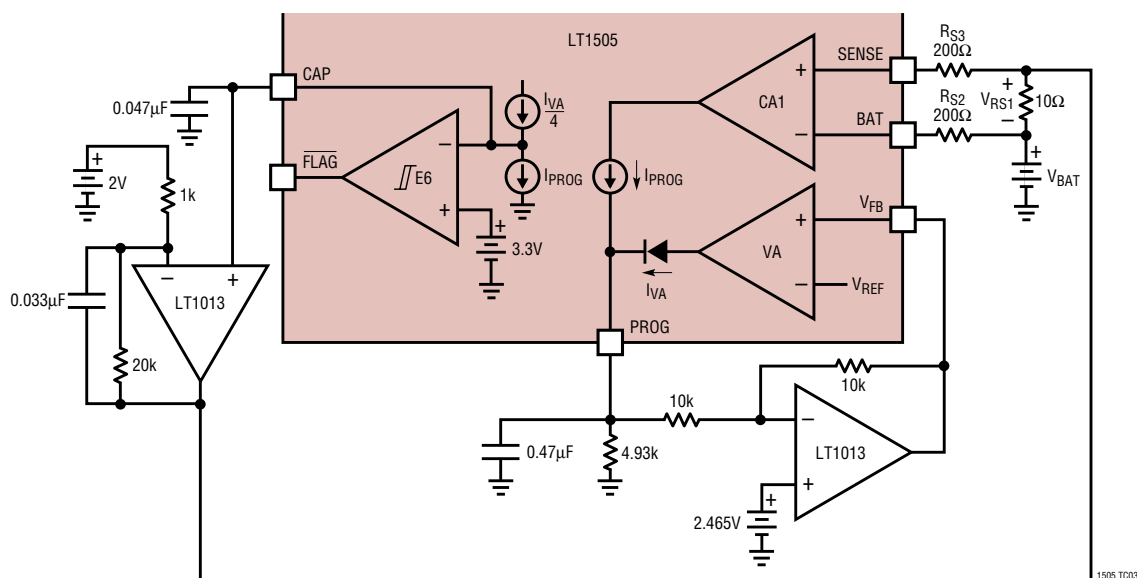 LT1505
CAP
0.047µF
2V
1k
FLAG
E6
−
+
I_VA
4
I_PROG
3.3V
+
I_PROG
CA1
+
−
SENSE
BAT
R_S3
200Ω
+
V_RS1
−
10Ω
R_S2
200Ω
+
V_BAT
V_FB
+
VA
−
V_REF
I_VA
PROG
0.033µF
−
+
LT1013
20k
+
10k
10k
0.47µF
4.93k
−
LT1013
+
+
2.465V
1505 TC03